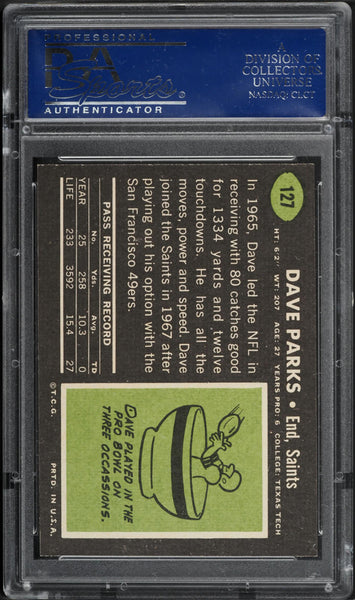 PROFESSIONAL
PSA
Sports
AUTHENTICATOR
A
DIVISION OF
COLLECTORS
UNIVERSE
NASDAQ: CLCT
127
DAVE PARKS • End, Saints
HT: 6'2" WT: 207 AGE: 27 YEARS PRO: 6 COLLEGE: TEXAS TECH
In 1965, Dave led the NFL in
receiving with 80 catches good
for 1334 yards and twelve
touchdowns. He has all the
moves, power and speed. Dave
joined the Saints in 1967 after
playing out his option with the
San Francisco 49ers.
PASS RECEIVING RECORD
No. Yds. Avg. TD
YEAR 25 258 10.3 0
LIFE 233 3592 15.4 27
DAVE PLAYED IN THE
PRO BOWL ON
THREE OCCASSIONS.
© T.C.G. PRTD. IN U.S.A.